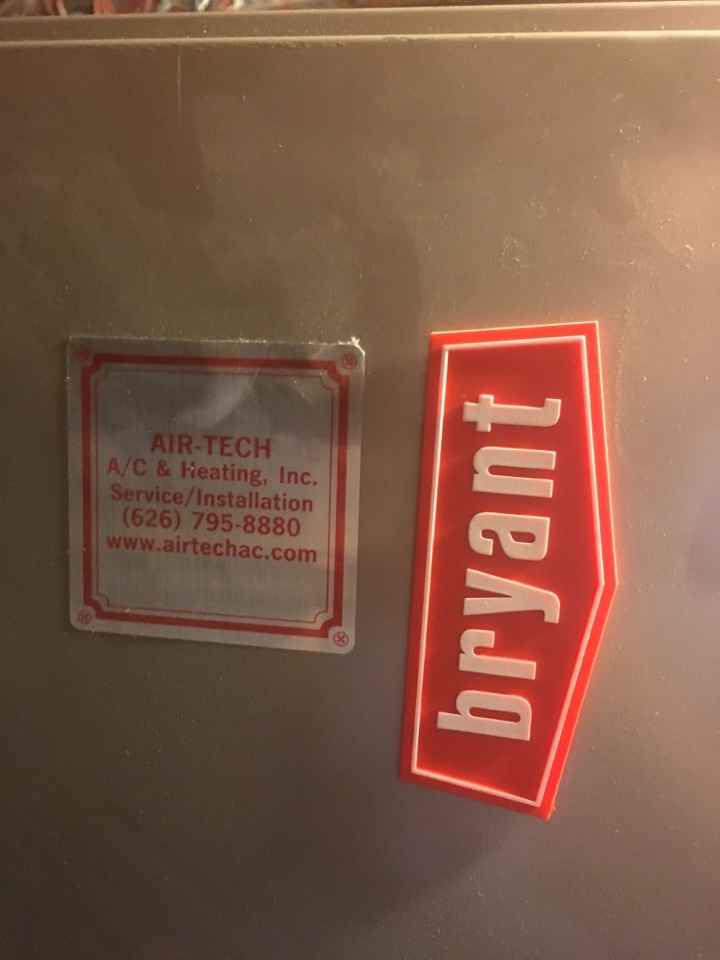 AIR-TECH
A/C & Heating, Inc.
Service/Installation
(626) 795-8880
www.airtechac.com
bryant